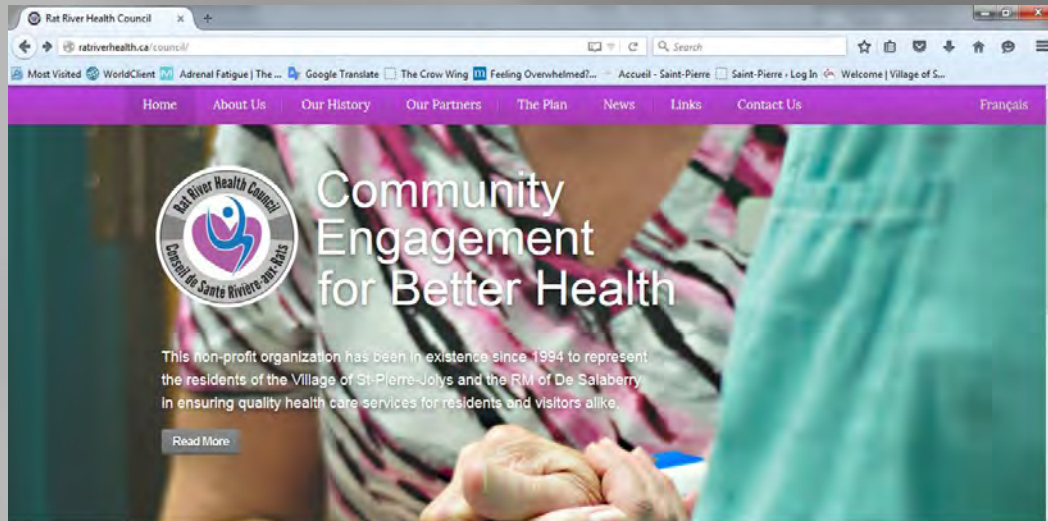 Rat River Health Council
ratriverhealth.ca/council/
Search
Most Visited WorldClient Adrenal Fatigue | The ... Google Translate The Crow Wing Feeling Overwhelmed?... Accueil - Saint-Pierre Saint-Pierre › Log In Welcome | Village of S...
Home About Us Our History Our Partners The Plan News Links Contact Us Français
Rat River Health Council
Conseil de Santé Rivière-aux-Rats
Community
Engagement
for Better Health
This non-profit organization has been in existence since 1994 to represent
the residents of the Village of St-Pierre-Jolys and the RM of De Salaberry
in ensuring quality health care services for residents and visitors alike.
Read More